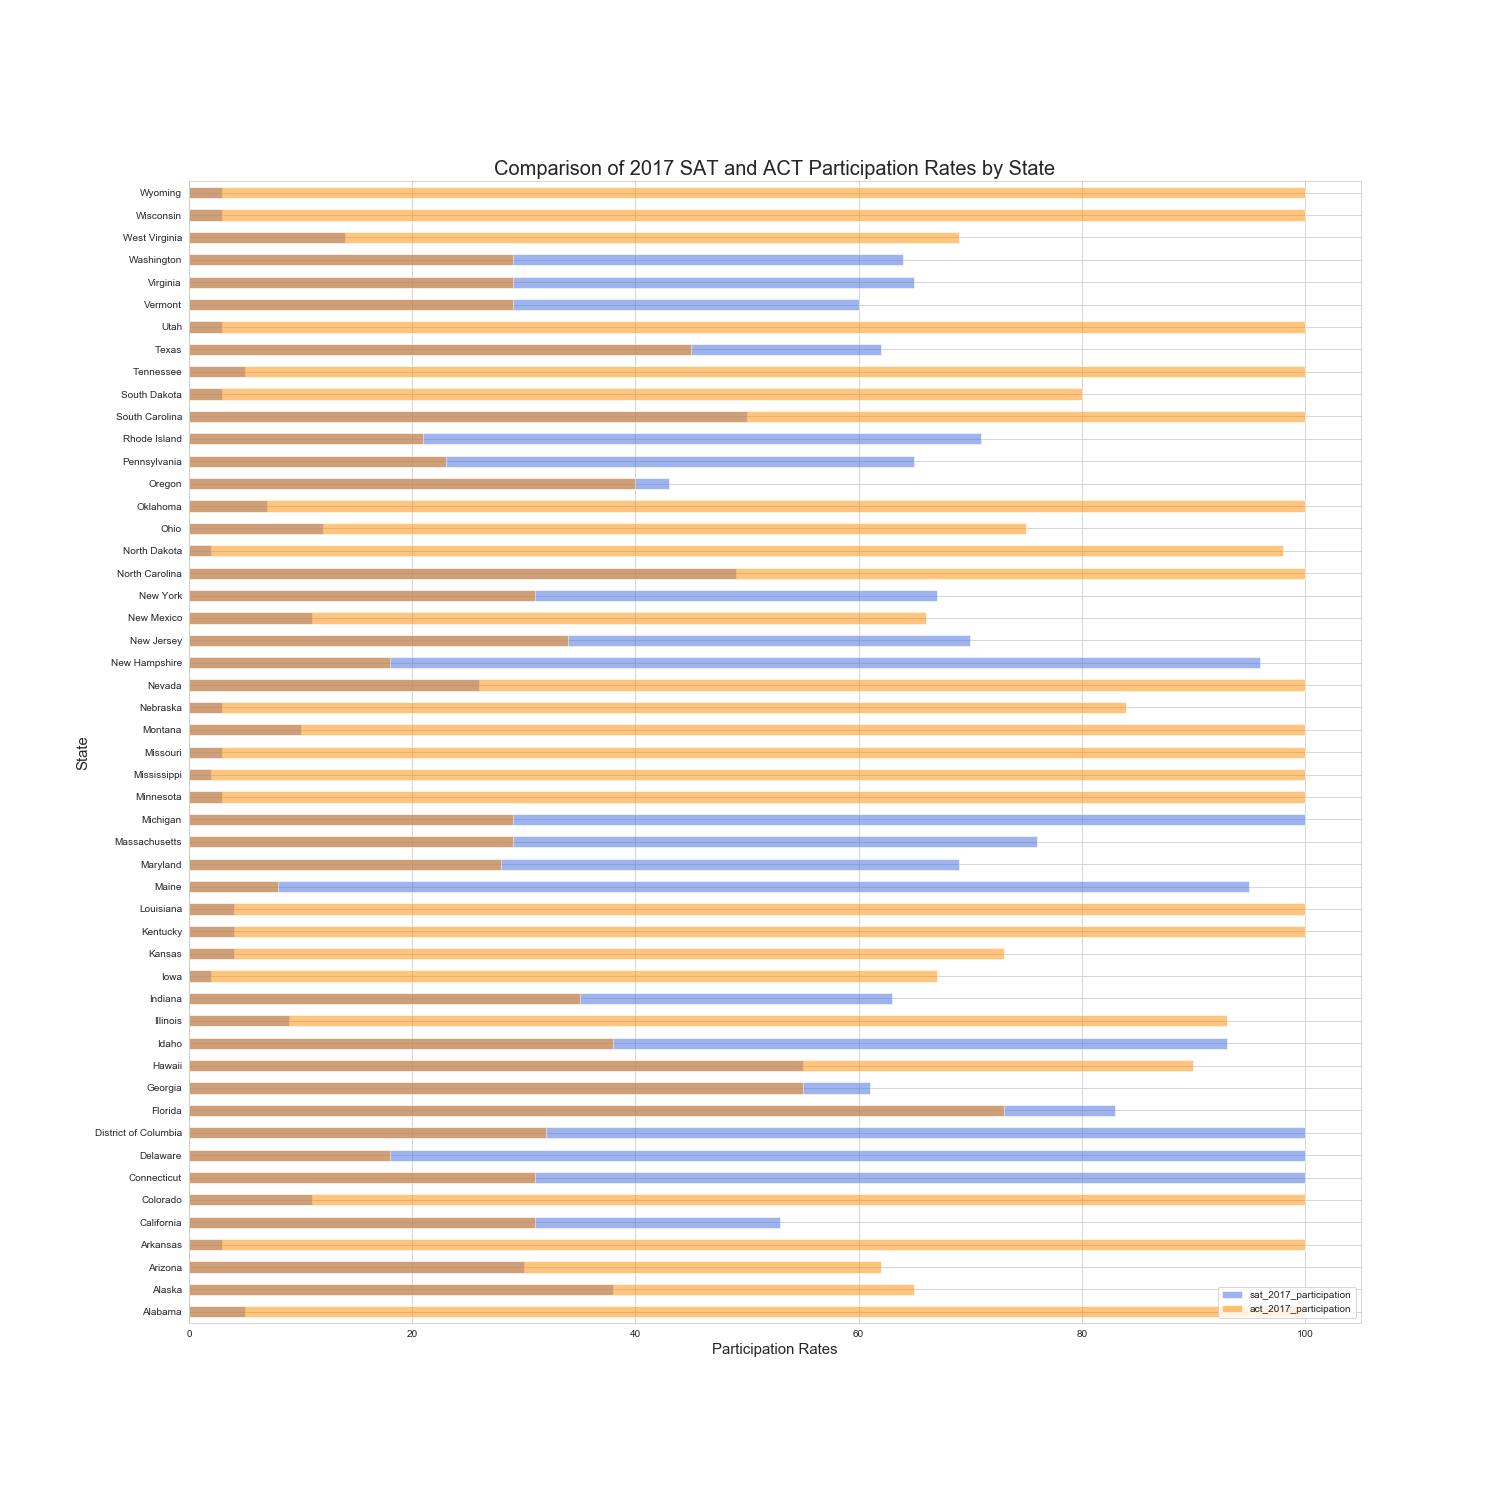 Comparison of 2017 SAT and ACT Participation Rates by State
Wyoming
Wisconsin
West Virginia
Washington
Virginia
Vermont
Utah
Texas
Tennessee
South Dakota
South Carolina
Rhode Island
Pennsylvania
Oregon
Oklahoma
Ohio
North Dakota
North Carolina
New York
New Mexico
New Jersey
New Hampshire
Nevada
Nebraska
Montana
Missouri
Mississippi
Minnesota
Michigan
Massachusetts
Maryland
Maine
Louisiana
Kentucky
Kansas
Iowa
Indiana
Illinois
Idaho
Hawaii
Georgia
Florida
District of Columbia
Delaware
Connecticut
Colorado
California
Arkansas
Arizona
Alaska
Alabama
State
sat_2017_participation
act_2017_participation
0 20 40 60 80 100
Participation Rates